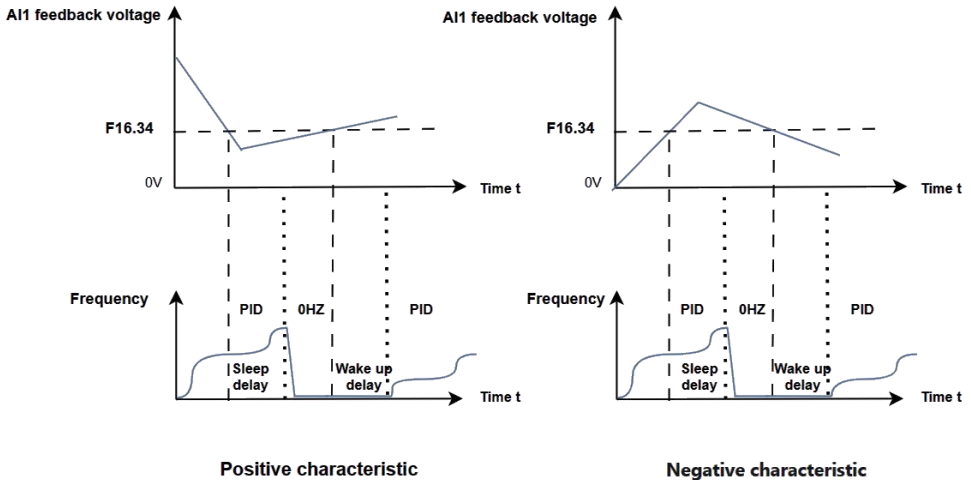 AI1 feedback voltage
F16.34
0V
Time t
Frequency
PID
0HZ
PID
Sleep
delay
Wake up
delay
Time t
Positive characteristic
AI1 feedback voltage
F16.34
0V
Time t
Frequency
PID
0HZ
PID
Sleep
delay
Wake up
delay
Time t
Negative characteristic